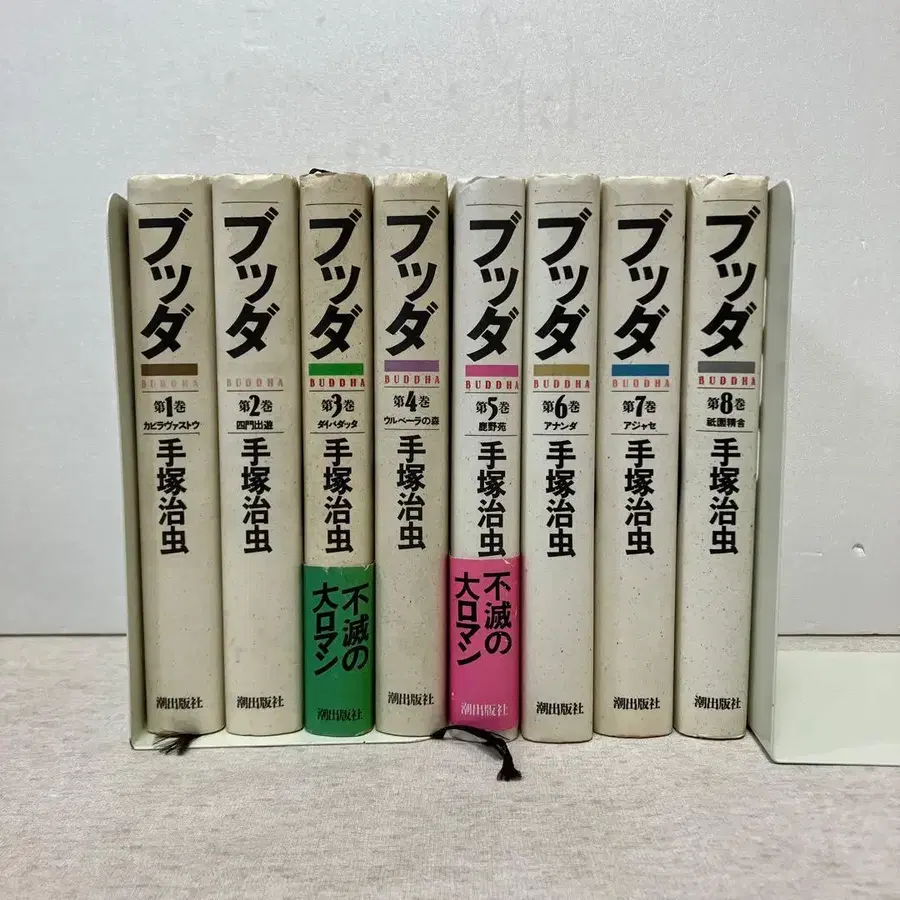 ブッダ
BUDDHA
第1巻
カピラヴァストウ
手塚治虫
潮出版社
ブッダ
BUDDHA
第2巻
四門出遊
手塚治虫
潮出版社
ブッダ
BUDDHA
第3巻
ダイバダッタ
手塚治虫
不滅の
大ロマン
潮出版社
ブッダ
BUDDHA
第4巻
ウルベーラの森
手塚治虫
潮出版社
ブッダ
BUDDHA
第5巻
鹿野苑
手塚治虫
不滅の
大ロマン
潮出版社
ブッダ
BUDDHA
第6巻
アナンダ
手塚治虫
潮出版社
ブッダ
BUDDHA
第7巻
アジャセ
手塚治虫
潮出版社
ブッダ
BUDDHA
第8巻
祇園精舎
手塚治虫
潮出版社